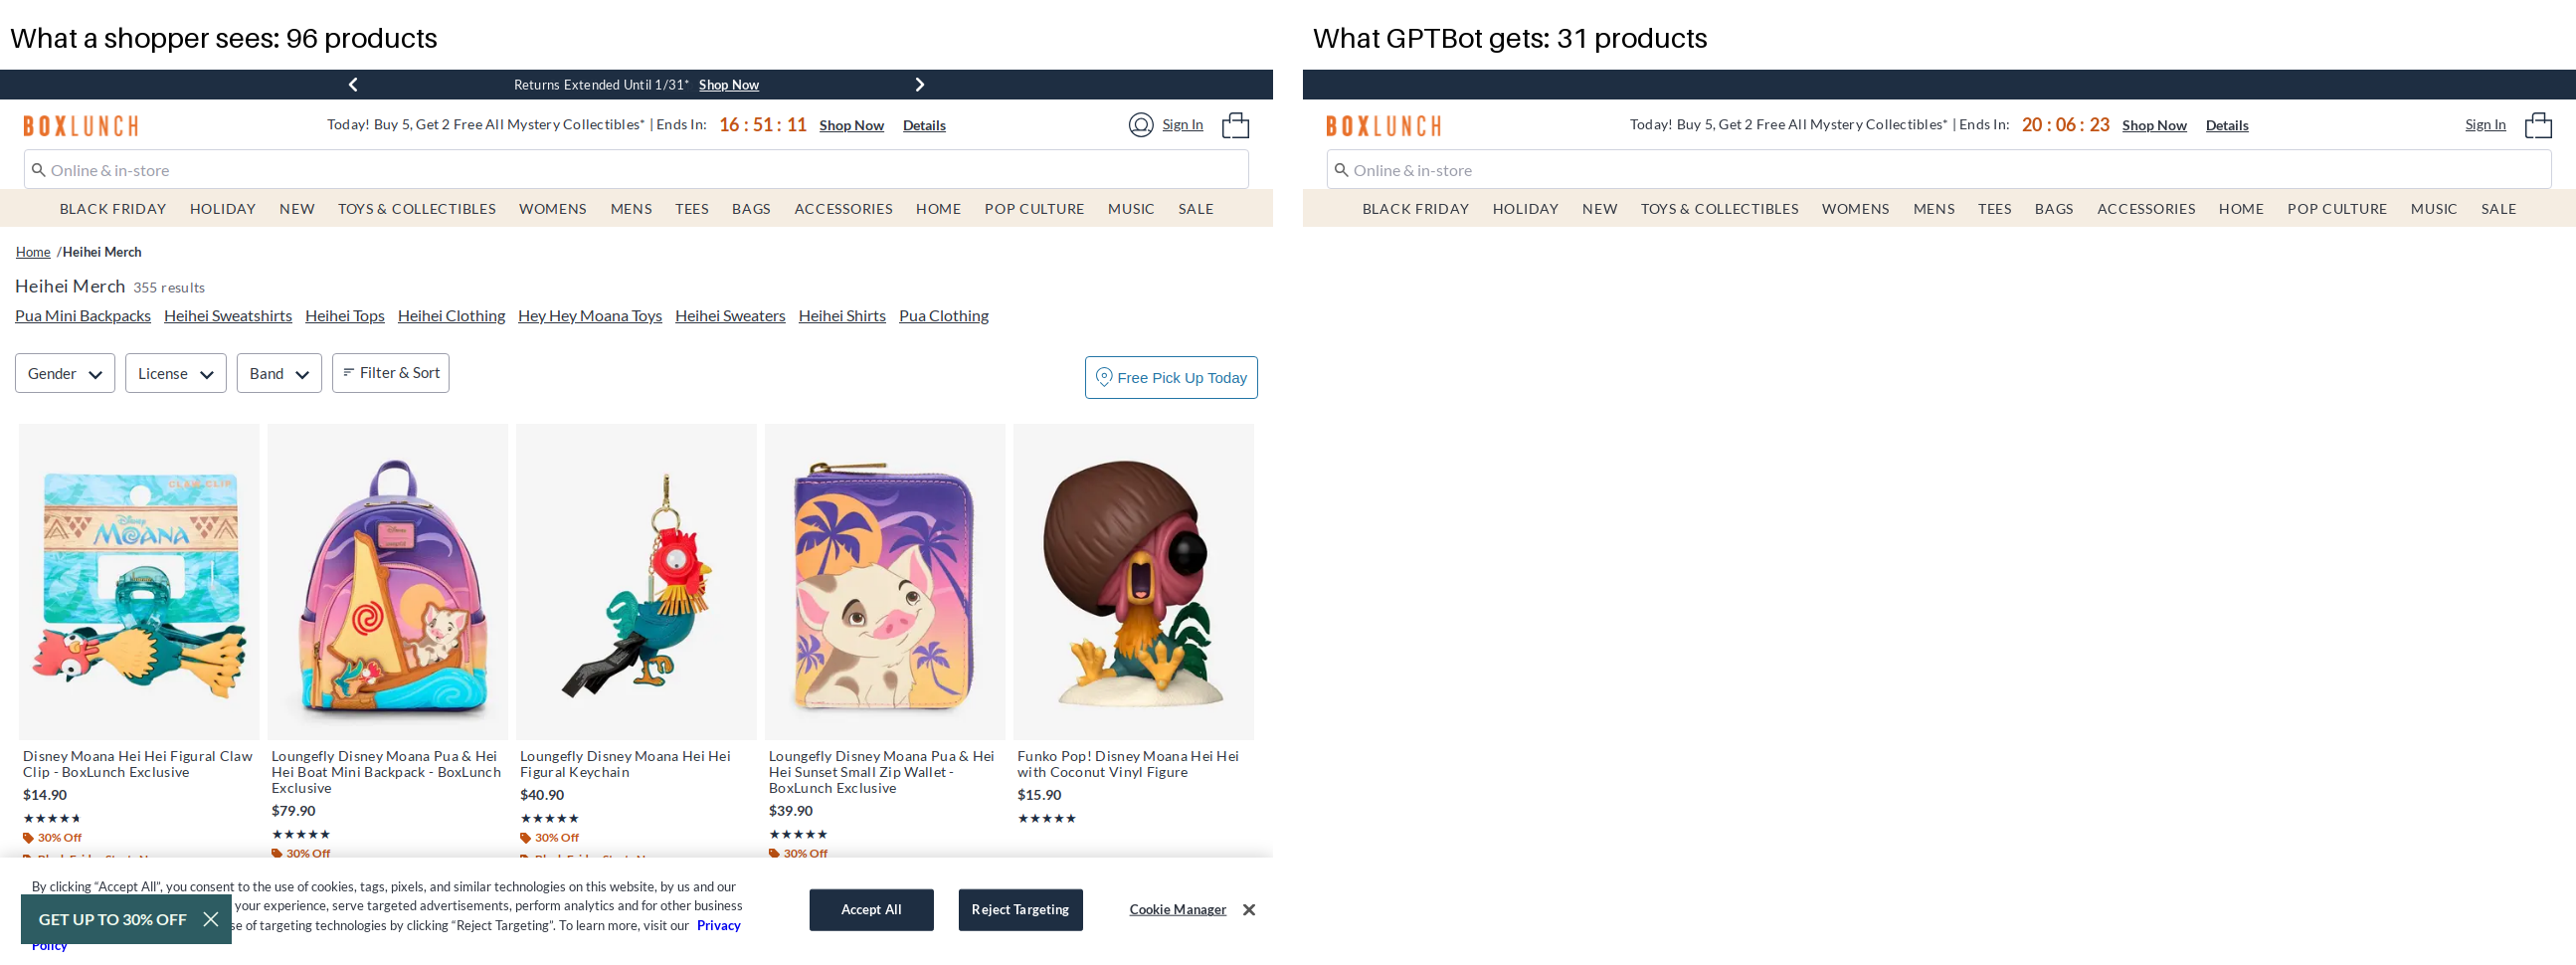 What a shopper sees: 96 products
Returns Extended Until 1/31* Shop Now
BOXLUNCH
Today! Buy 5, Get 2 Free All Mystery Collectibles* | Ends In: 16 : 51 : 11 Shop Now Details
Sign In
Online & in-store
BLACK FRIDAY HOLIDAY NEW TOYS & COLLECTIBLES WOMENS MENS TEES BAGS ACCESSORIES HOME POP CULTURE MUSIC SALE
Home / Heihei Merch
Heihei Merch 355 results
Pua Mini Backpacks Heihei Sweatshirts Heihei Tops Heihei Clothing Hey Hey Moana Toys Heihei Sweaters Heihei Shirts Pua Clothing
Gender License Band Filter & Sort
Free Pick Up Today
CLAW CLIP
Disney
MOANA
Disney Moana Hei Hei Figural Claw
Clip - BoxLunch Exclusive
$14.90
30% Off
Loungefly Disney Moana Pua & Hei
Hei Boat Mini Backpack - BoxLunch
Exclusive
$79.90
30% Off
Loungefly Disney Moana Hei Hei
Figural Keychain
$40.90
30% Off
Loungefly Disney Moana Pua & Hei
Hei Sunset Small Zip Wallet -
BoxLunch Exclusive
$39.90
30% Off
Funko Pop! Disney Moana Hei Hei
with Coconut Vinyl Figure
$15.90
By clicking “Accept All”, you consent to the use of cookies, tags, pixels, and similar technologies on this website, by us and our
your experience, serve targeted advertisements, perform analytics and for other business
se of targeting technologies by clicking “Reject Targeting”. To learn more, visit our Privacy
Policy
GET UP TO 30% OFF
Accept All
Reject Targeting
Cookie Manager
What GPTBot gets: 31 products
BOXLUNCH
Today! Buy 5, Get 2 Free All Mystery Collectibles* | Ends In: 20 : 06 : 23 Shop Now Details
Sign In
Online & in-store
BLACK FRIDAY HOLIDAY NEW TOYS & COLLECTIBLES WOMENS MENS TEES BAGS ACCESSORIES HOME POP CULTURE MUSIC SALE